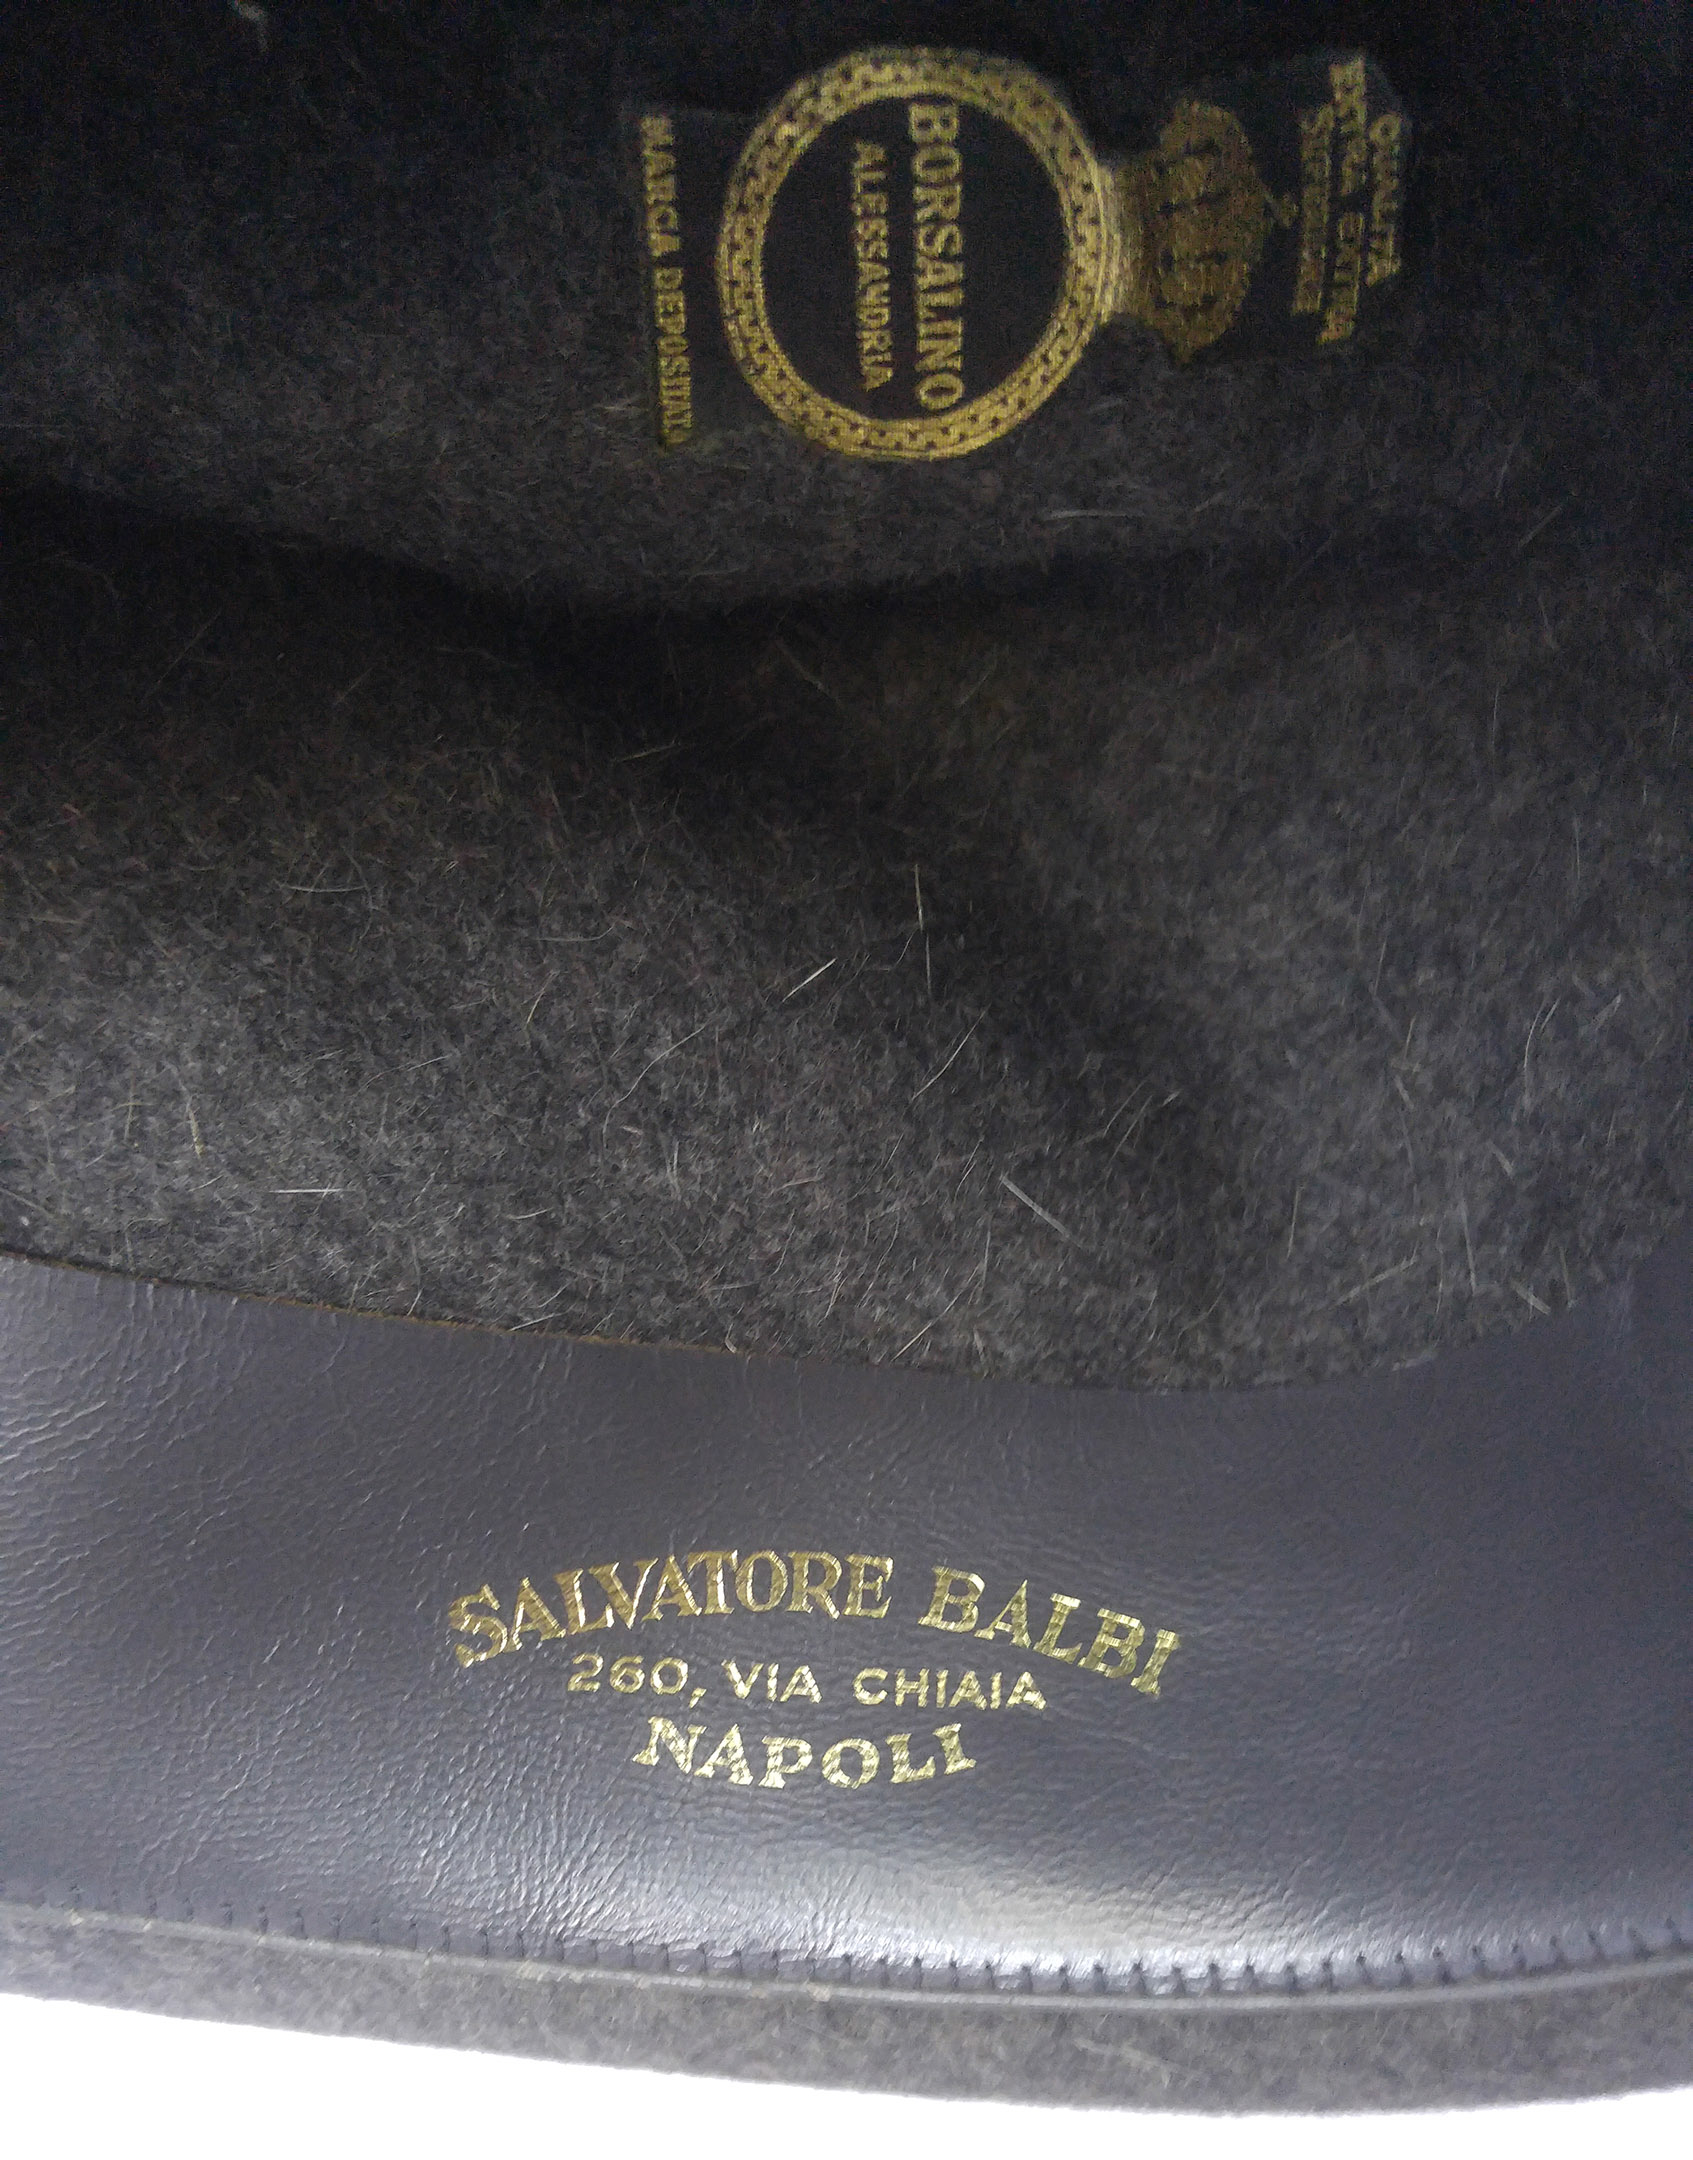 QUALITÀ
EXTRA EXTRA
SUPERIORE
BORSALINO
ALESSANDRIA
MARCA DEPOSITATA
SALVATORE BALBI
260, VIA CHIAIA
NAPOLI